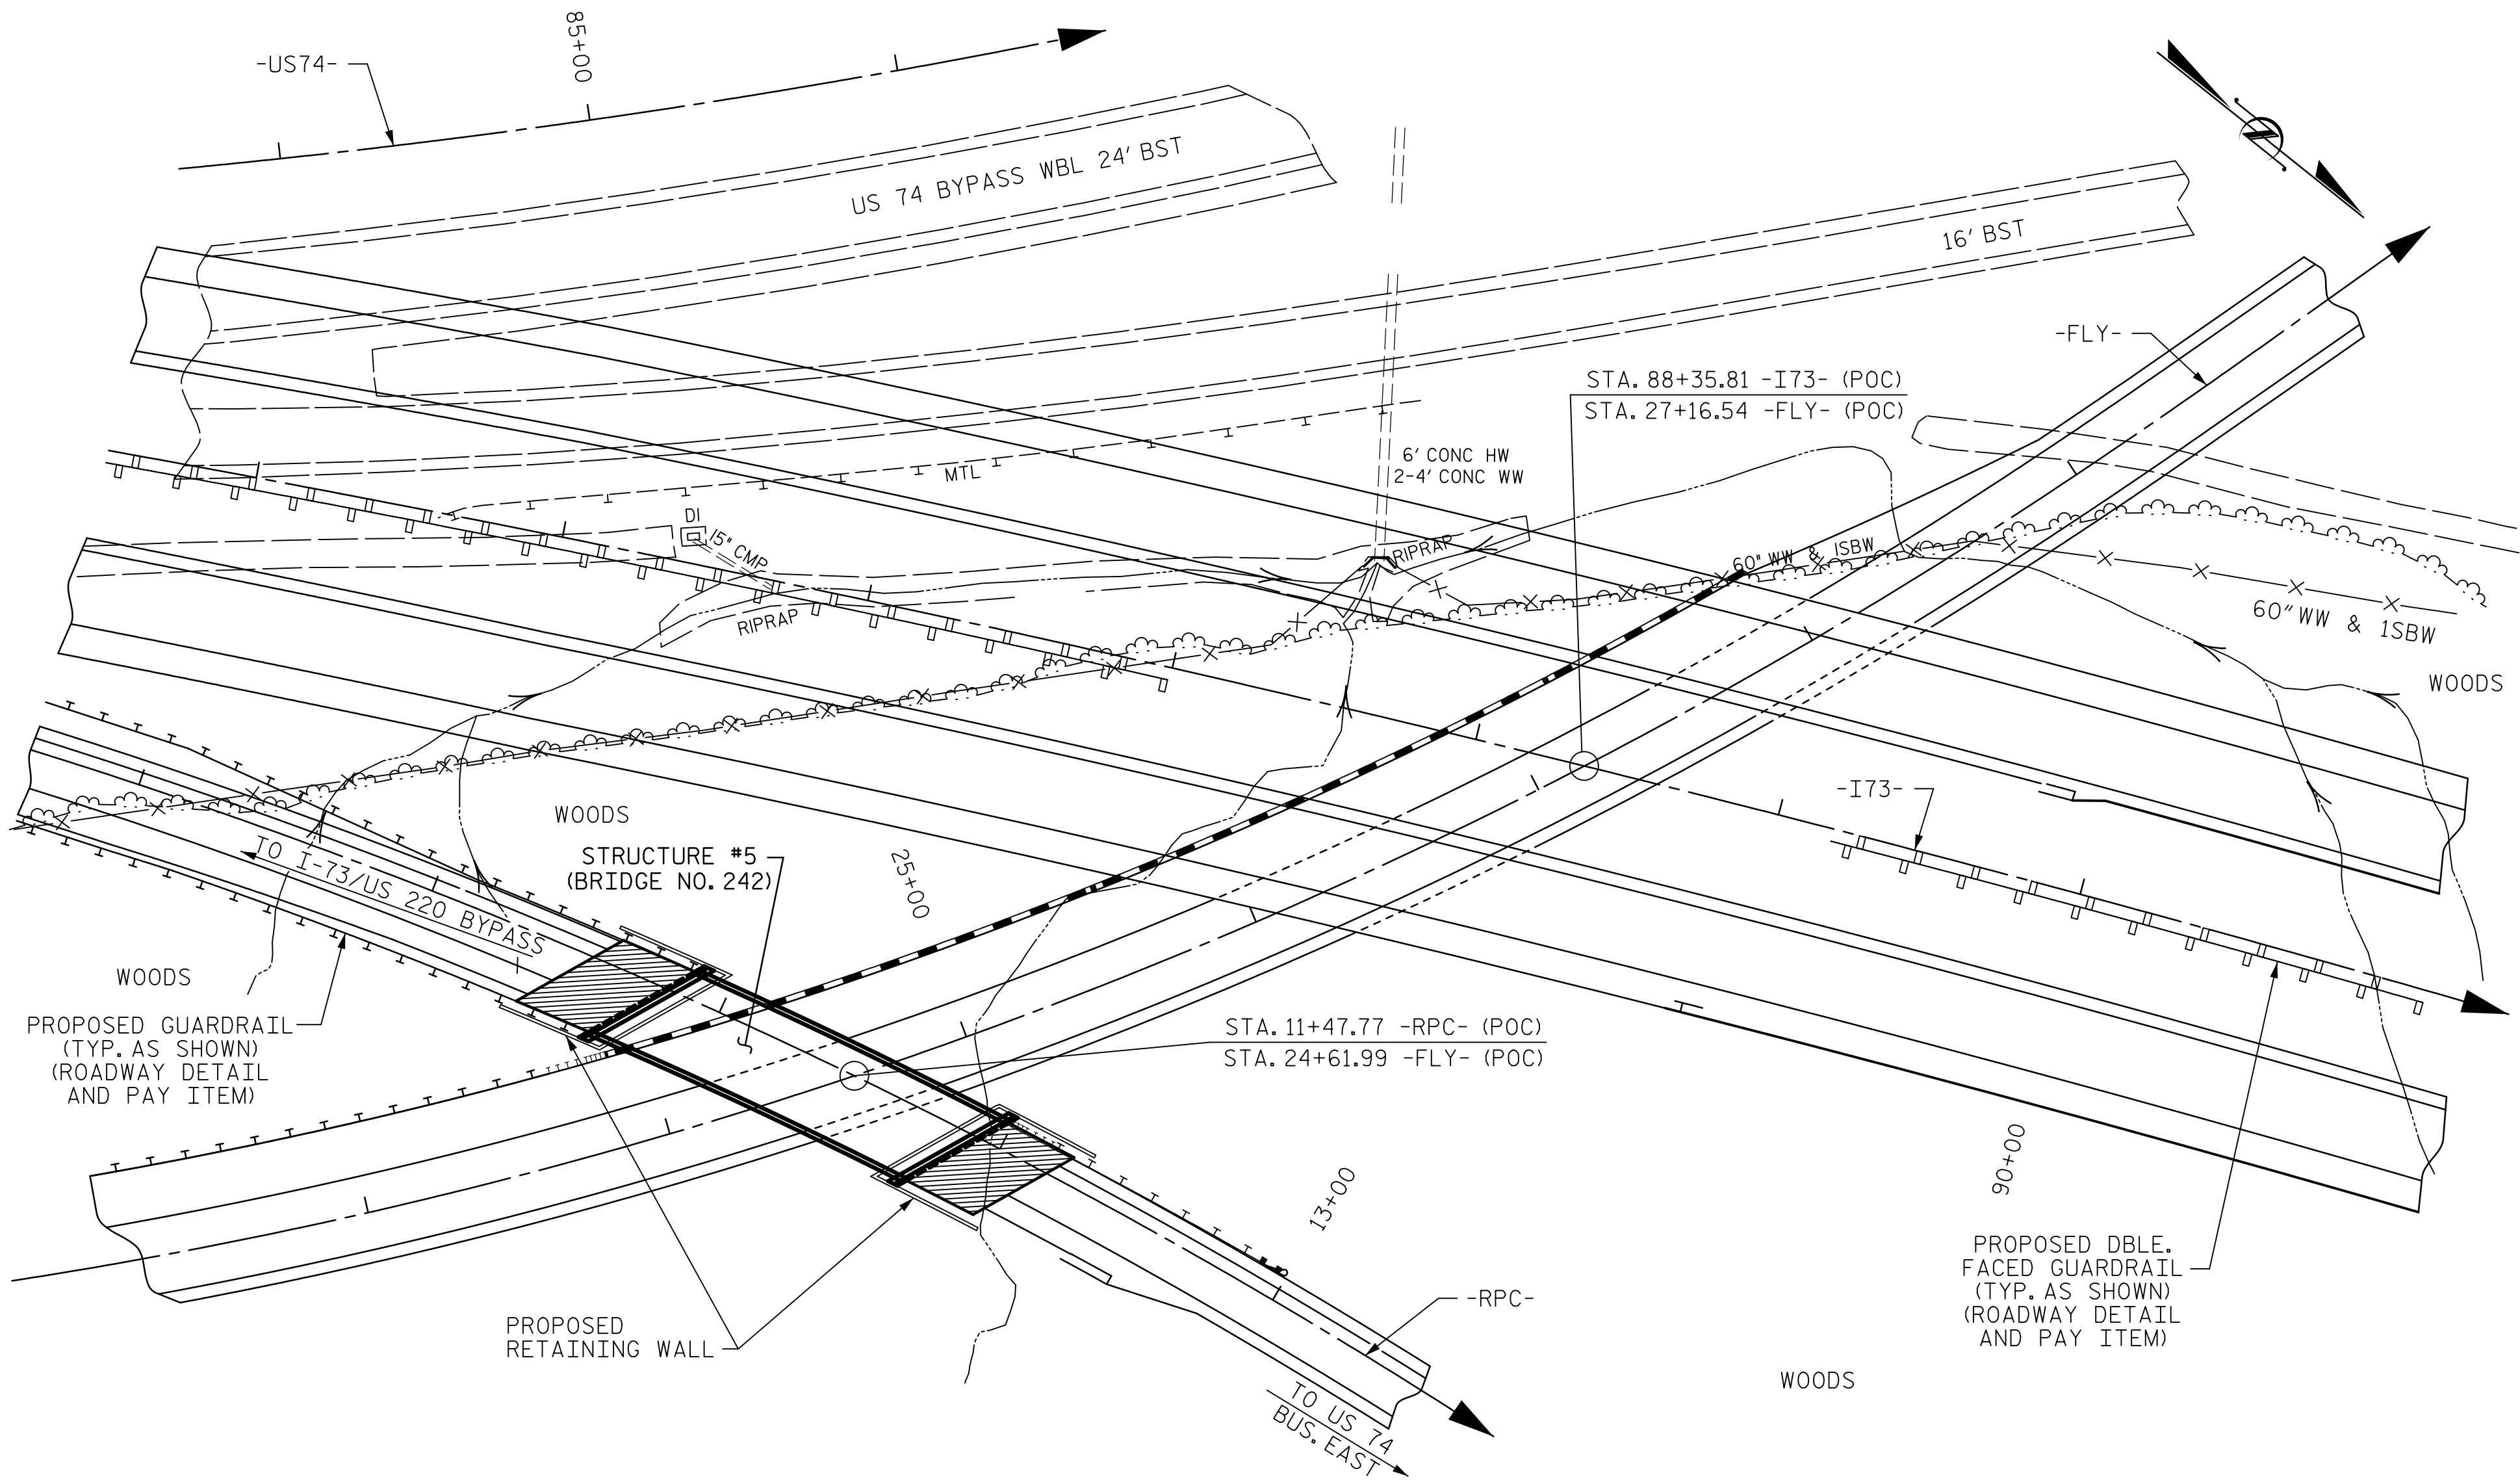 85+00
-US74-
US 74 BYPASS WBL 24' BST
16' BST
-FLY-
STA. 88+35.81 -I73- (POC)
STA. 27+16.54 -FLY- (POC)
6' CONC HW
2-4' CONC WW
MTL
DI
15" CMP
RIPRAP
60" WW & 1SBW
RIPRAP
60" WW & 1SBW
WOODS
-I73-
WOODS
STRUCTURE #5
(BRIDGE NO. 242)
25+00
TO I-73/US 220 BYPASS
WOODS
PROPOSED GUARDRAIL
(TYP. AS SHOWN)
(ROADWAY DETAIL
AND PAY ITEM)
STA. 11+47.77 -RPC- (POC)
STA. 24+61.99 -FLY- (POC)
13+00
90+00
PROPOSED DBLE.
FACED GUARDRAIL
(TYP. AS SHOWN)
(ROADWAY DETAIL
AND PAY ITEM)
-RPC-
PROPOSED
RETAINING WALL
WOODS
TO US 74
BUS. EAST